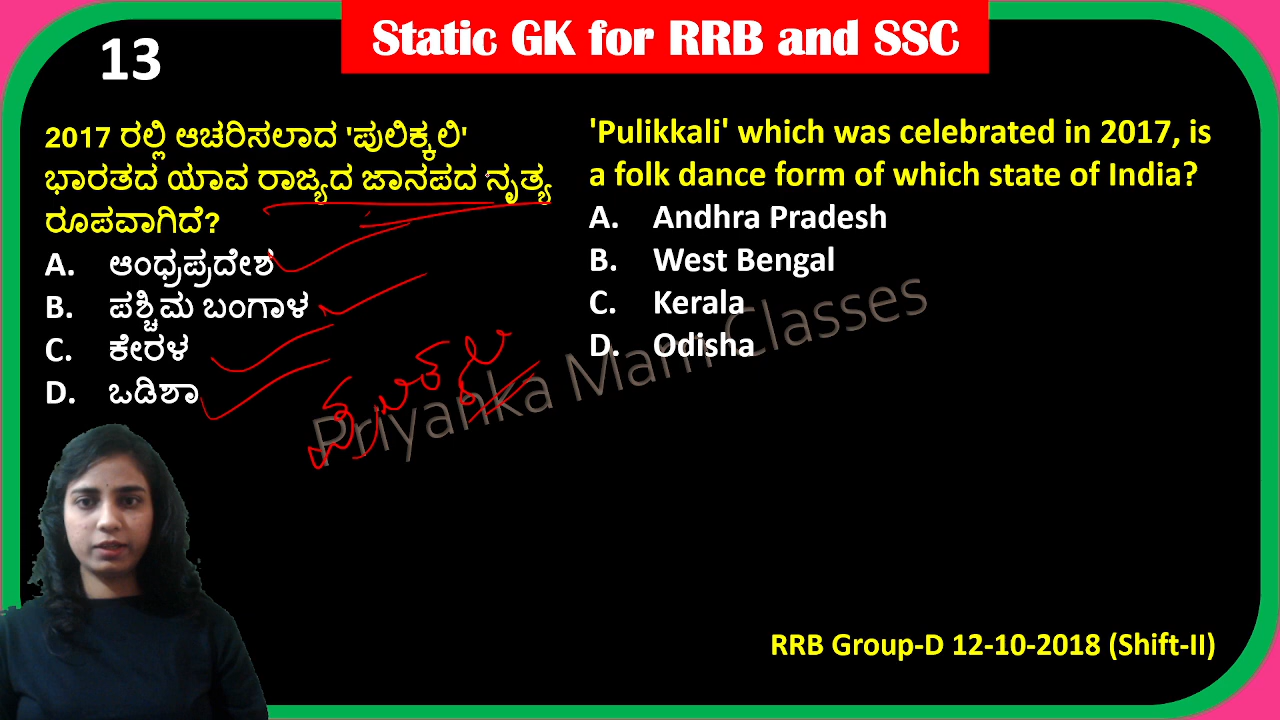 Static GK for RRB and SSC
13
2017 ರಲ್ಲಿ ಆಚರಿಸಲಾದ 'ಪುಲಿಕ್ಕಲಿ'
ಭಾರತದ ಯಾವ ರಾಜ್ಯದ ಜಾನಪದ ನೃತ್ಯ
ರೂಪವಾಗಿದೆ?
A. ಆಂಧ್ರಪ್ರದೇಶ
B. ಪಶ್ಚಿಮ ಬಂಗಾಳ
C. ಕೇರಳ
D. ಒಡಿಶಾ
'Pulikkali' which was celebrated in 2017, is
a folk dance form of which state of India?
A. Andhra Pradesh
B. West Bengal
C. Kerala
D. Odisha
Priyanka Mam Classes
RRB Group-D 12-10-2018 (Shift-II)